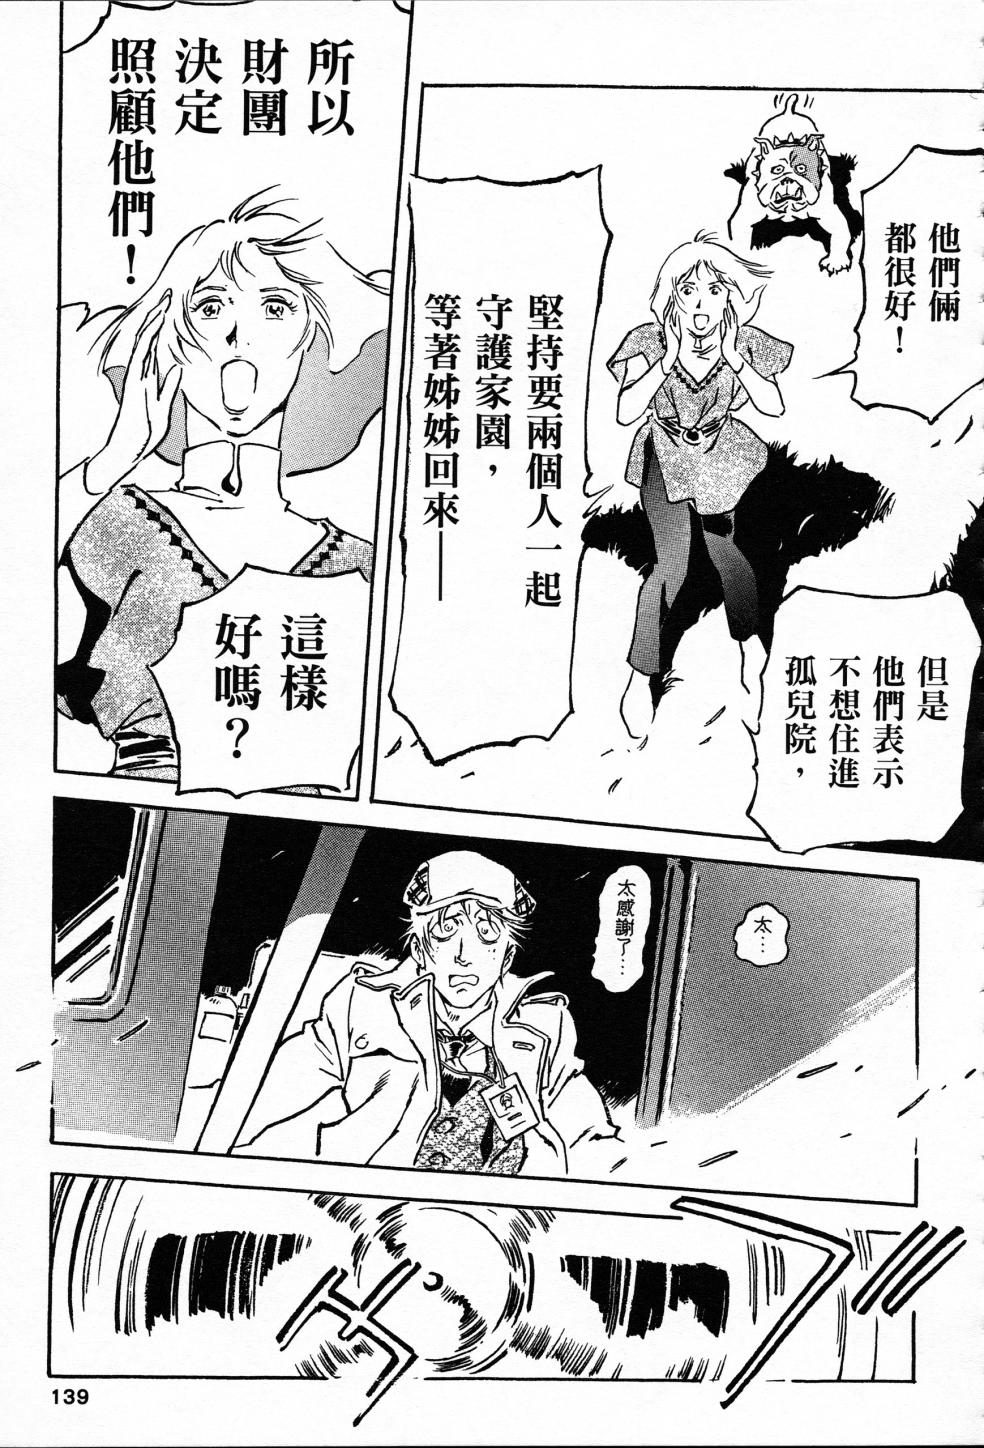 他們倆
都很好！
但是
他們表示
不想住進
孤兒院，
堅持要兩個人一起
守護家園，
等著姊姊回來——
所以
財團
決定
照顧他們！
這樣
好嗎？
太…
太感謝了…
139